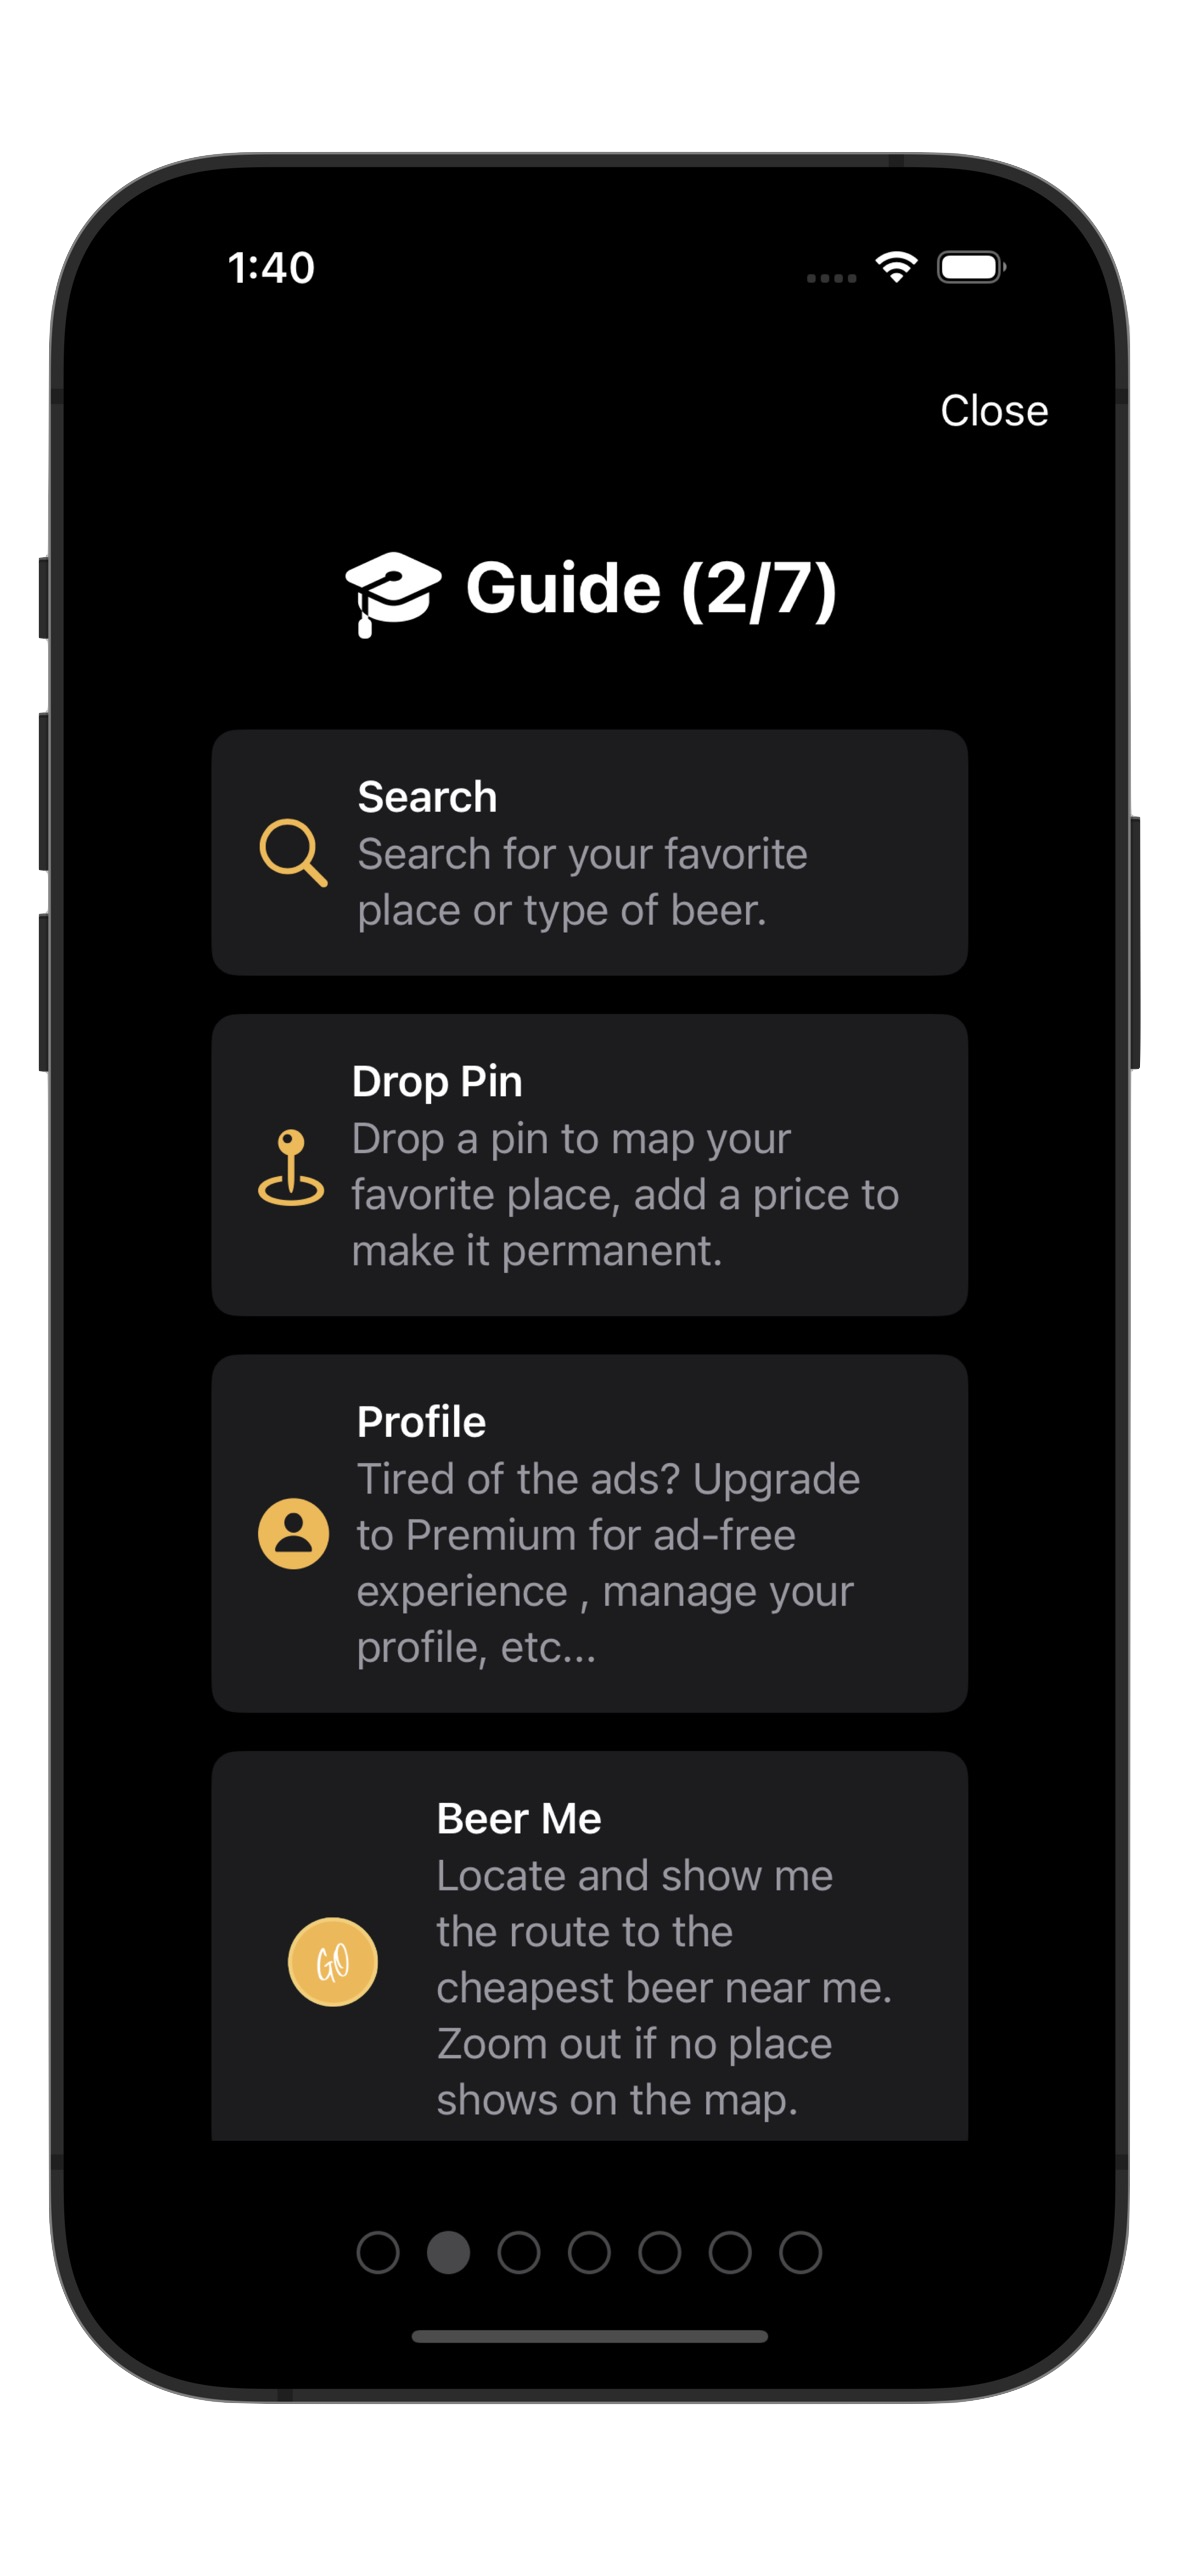 1:40
Close
Guide (2/7)
Search
Search for your favorite
place or type of beer.
Drop Pin
Drop a pin to map your
favorite place, add a price to
make it permanent.
Profile
Tired of the ads? Upgrade
to Premium for ad-free
experience , manage your
profile, etc...
Beer Me
Locate and show me
the route to the
cheapest beer near me.
Zoom out if no place
shows on the map.
GO